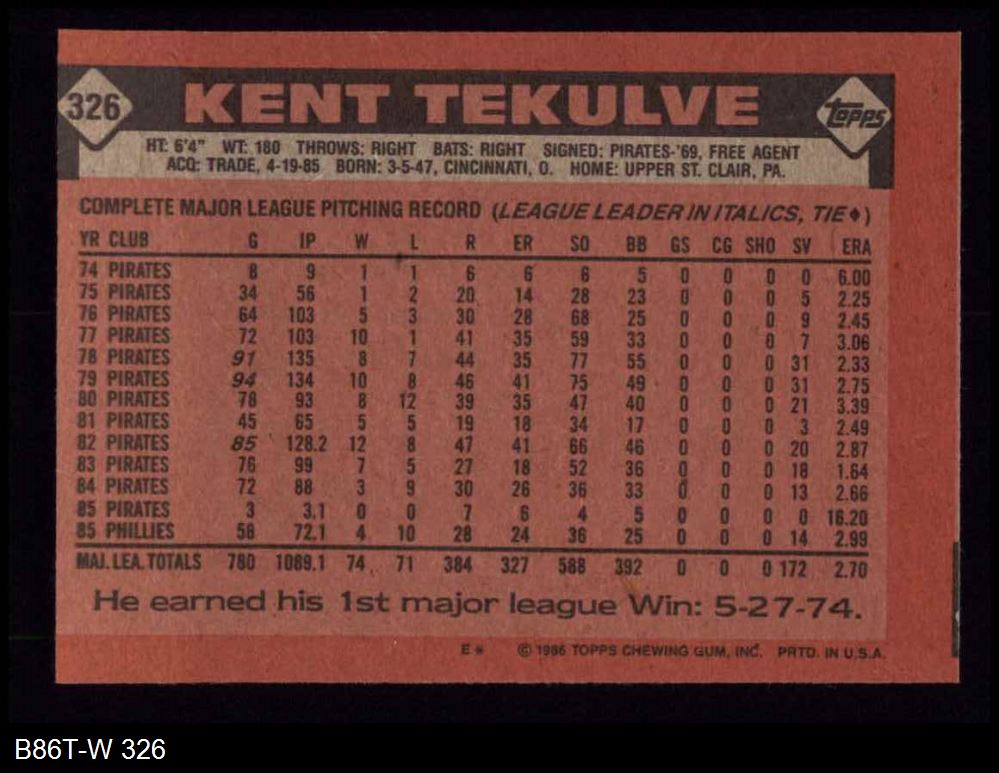 326 KENT TEKULVE topps
HT: 6'4" WT: 180 THROWS: RIGHT BATS: RIGHT SIGNED: PIRATES-'69, FREE AGENT
ACQ: TRADE, 4-19-85 BORN: 3-5-47, CINCINNATI, O. HOME: UPPER ST. CLAIR, PA.
COMPLETE MAJOR LEAGUE PITCHING RECORD (LEAGUE LEADER IN ITALICS, TIE♦)
YR CLUB G IP W L R ER SO BB GS CG SHO SV ERA
74 PIRATES 8 9 1 1 6 6 6 5 0 0 0 0 6.00
75 PIRATES 34 56 1 2 20 14 28 23 0 0 0 5 2.25
76 PIRATES 64 103 5 3 30 28 68 25 0 0 0 9 2.45
77 PIRATES 72 103 10 1 41 35 59 33 0 0 0 7 3.06
78 PIRATES 91 135 8 7 44 35 77 55 0 0 0 31 2.33
79 PIRATES 94 134 10 8 46 41 75 49 0 0 0 31 2.75
80 PIRATES 78 93 8 12 39 35 47 40 0 0 0 21 3.39
81 PIRATES 45 65 5 5 19 18 34 17 0 0 0 3 2.49
82 PIRATES 85 128.2 12 8 47 41 66 46 0 0 0 20 2.87
83 PIRATES 76 99 7 5 27 18 52 36 0 0 0 18 1.64
84 PIRATES 72 88 3 9 30 26 36 33 0 0 0 13 2.66
85 PIRATES 3 3.1 0 0 7 6 4 5 0 0 0 0 16.20
85 PHILLIES 58 72.1 4 10 28 24 36 25 0 0 0 14 2.99
MAJ. LEA. TOTALS 780 1089.1 74 71 384 327 588 392 0 0 0 172 2.70
He earned his 1st major league Win: 5-27-74.
E* © 1986 TOPPS CHEWING GUM, INC. PRTD. IN U.S.A.
B86T-W 326